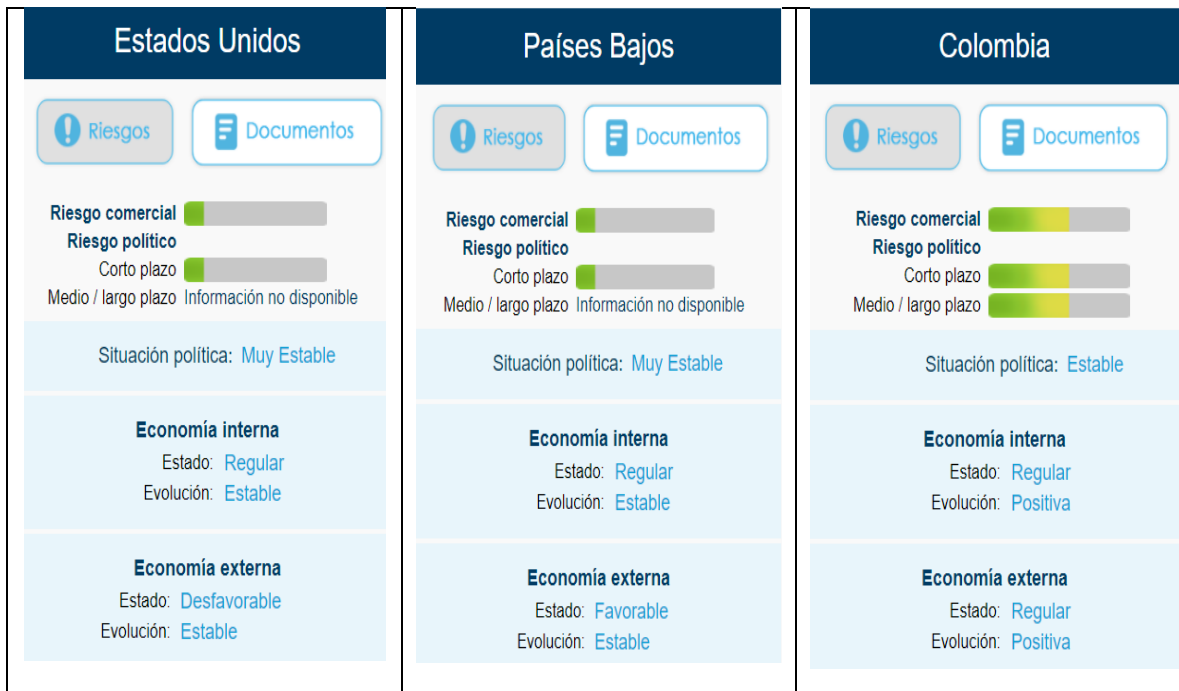 Estados Unidos
Riesgos
Documentos
Riesgo comercial
Riesgo político
Corto plazo
Medio / largo plazo Información no disponible
Situación política: Muy Estable
Economía interna
Estado: Regular
Evolución: Estable
Economía externa
Estado: Desfavorable
Evolución: Estable
Países Bajos
Riesgos
Documentos
Riesgo comercial
Riesgo político
Corto plazo
Medio / largo plazo Información no disponible
Situación política: Muy Estable
Economía interna
Estado: Regular
Evolución: Estable
Economía externa
Estado: Favorable
Evolución: Estable
Colombia
Riesgos
Documentos
Riesgo comercial
Riesgo político
Corto plazo
Medio / largo plazo
Situación política: Estable
Economía interna
Estado: Regular
Evolución: Positiva
Economía externa
Estado: Regular
Evolución: Positiva